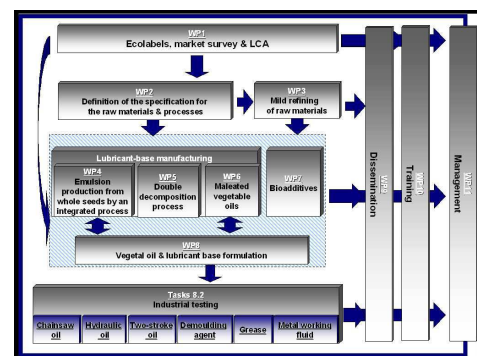 WP1
Ecolabels, market survey & LCA
WP2
Definition of the specification for
the raw materials & processes
WP3
Mild refining
of raw materials
Lubricant-base manufacturing
WP4
Emulsion
production from
whole seeds by an
integrated process
WP5
Double
decomposition
process
WP6
Maleated
vegetable
oils
WP7
Bioadditives
WP8
Vegetal oil & lubricant base formulation
Tasks 8.2
Industrial testing
Chainsaw
oil
Hydraulic
oil
Two-stroke
oil
Demoulding
agent
Grease
Metal working
fluid
WP9
Dissemination
WP10
Training
WP11
Management